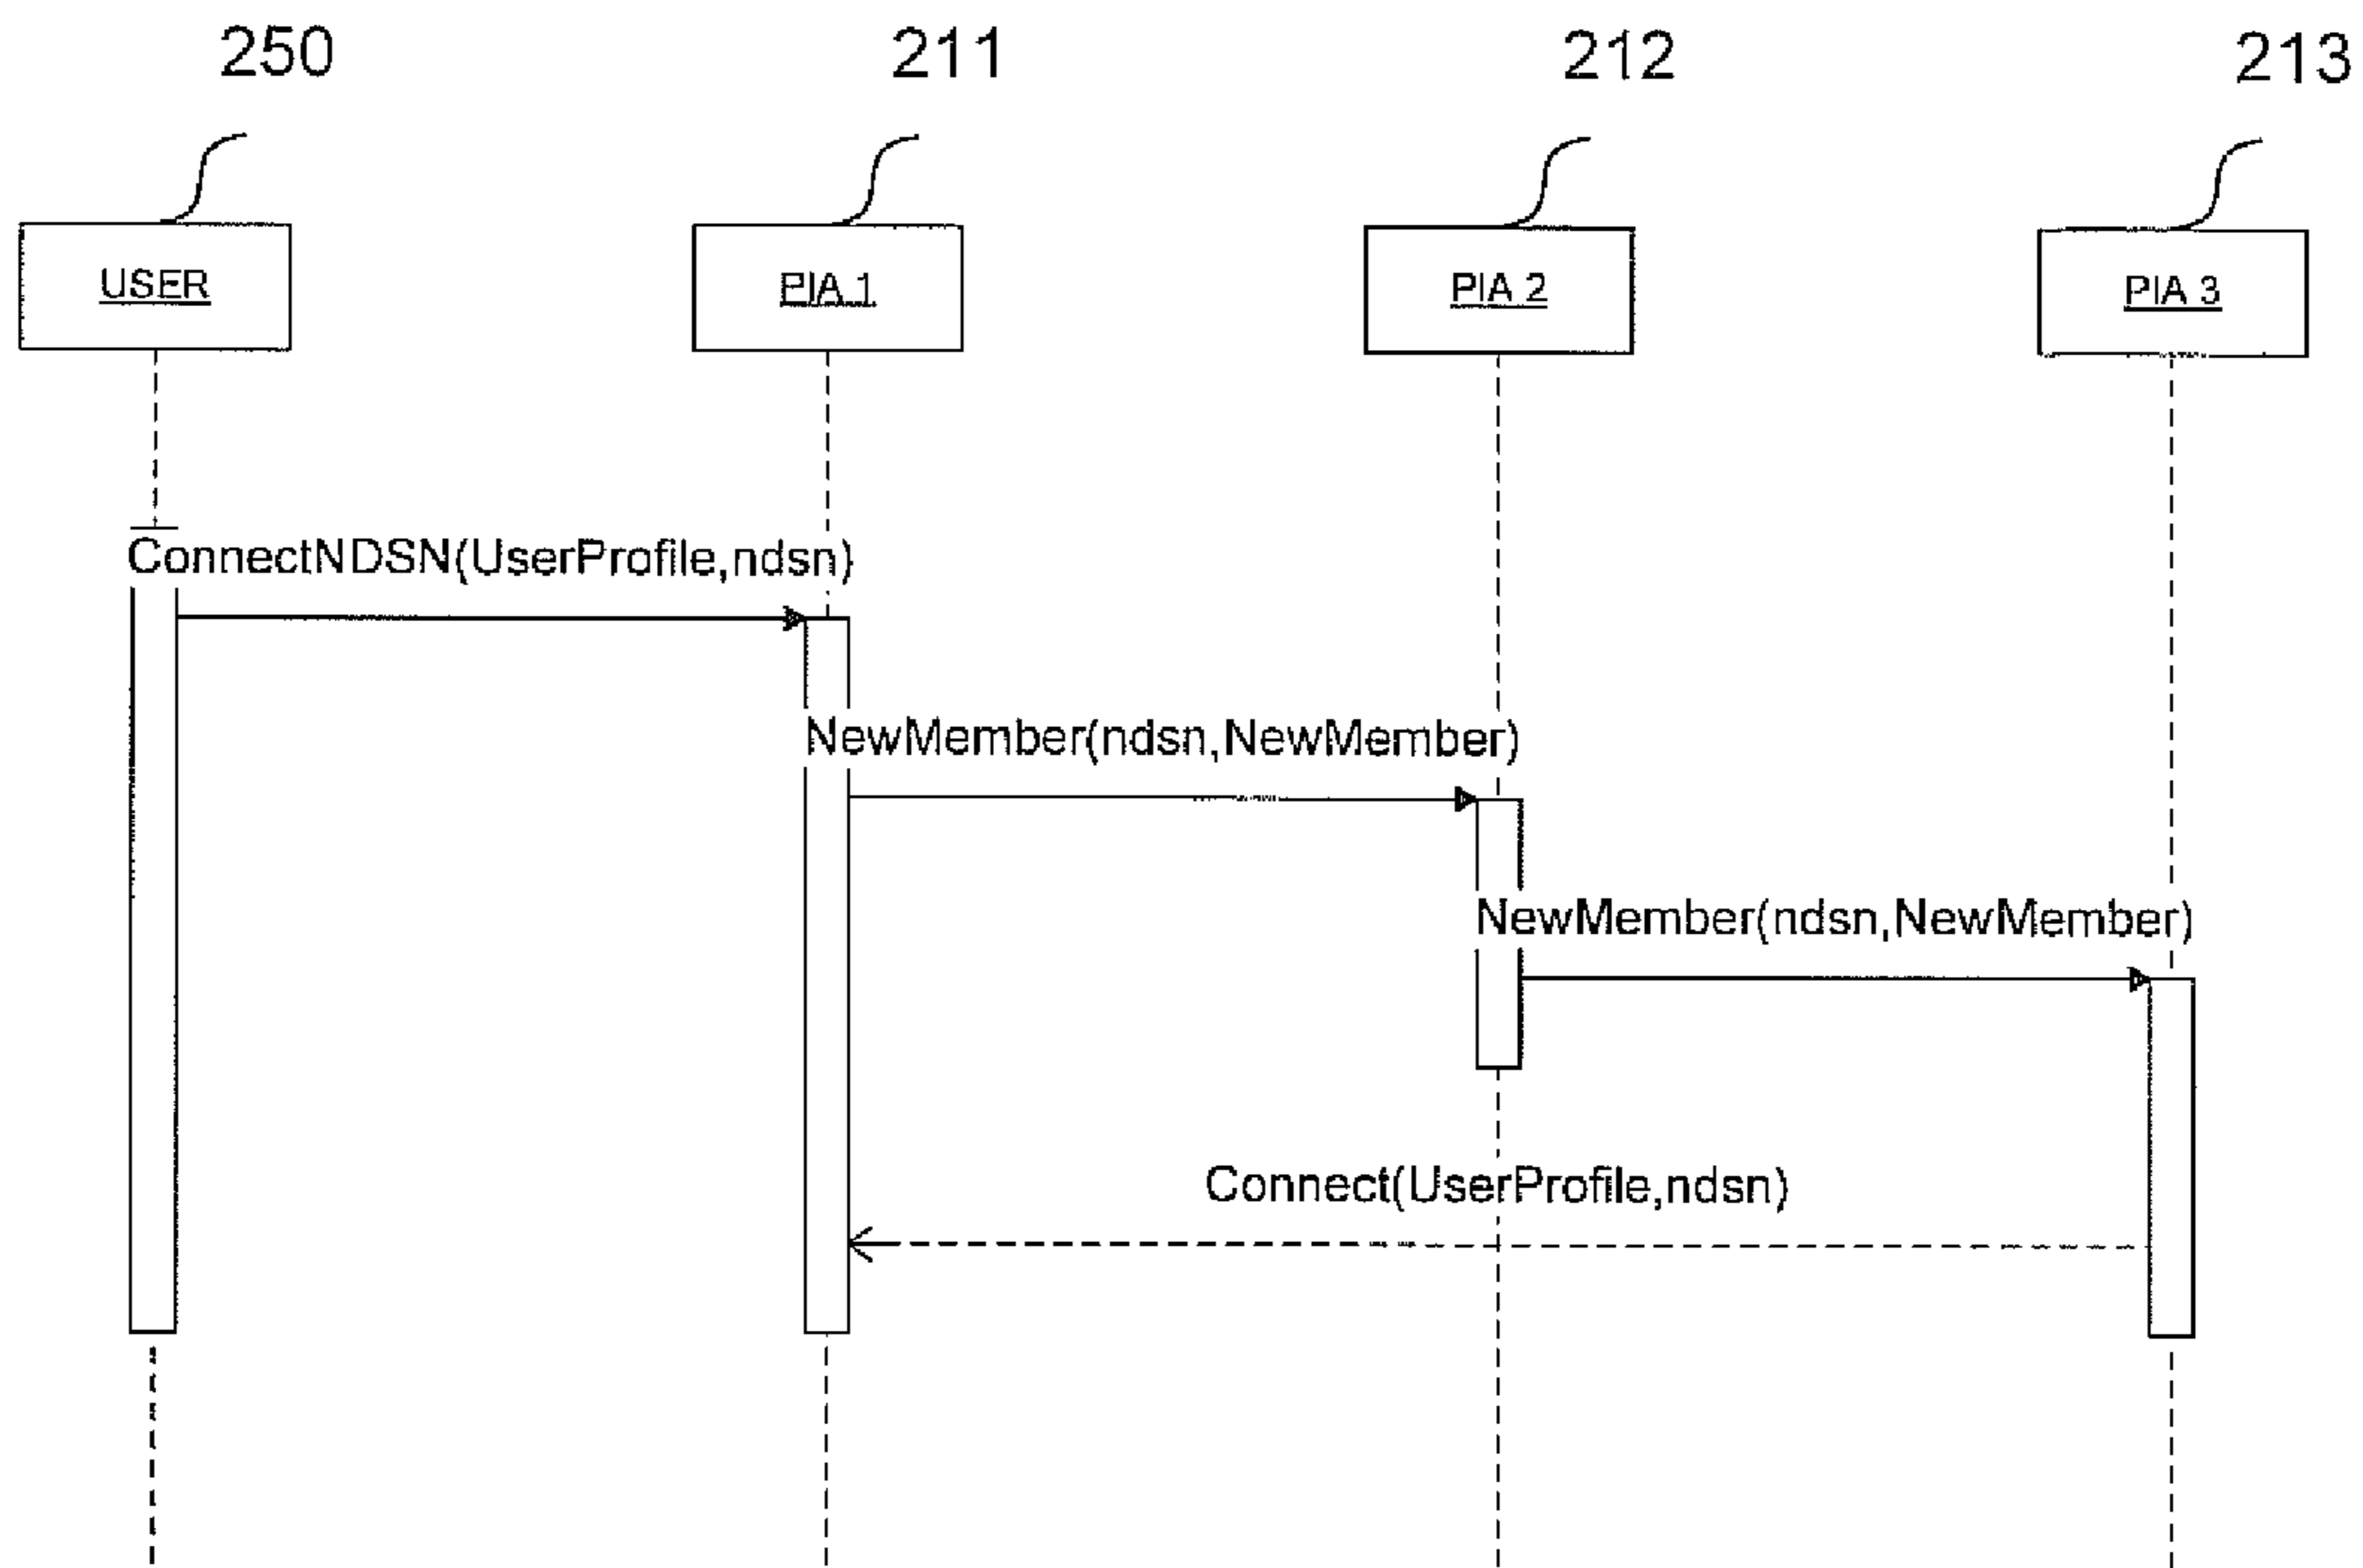 250 211 212 213
USER PIA 1 PIA 2 PIA 3
ConnectNDSN(UserProfile,ndsn)
NewMember(ndsn,NewMember)
NewMember(ndsn,NewMember)
Connect(UserProfile,ndsn)